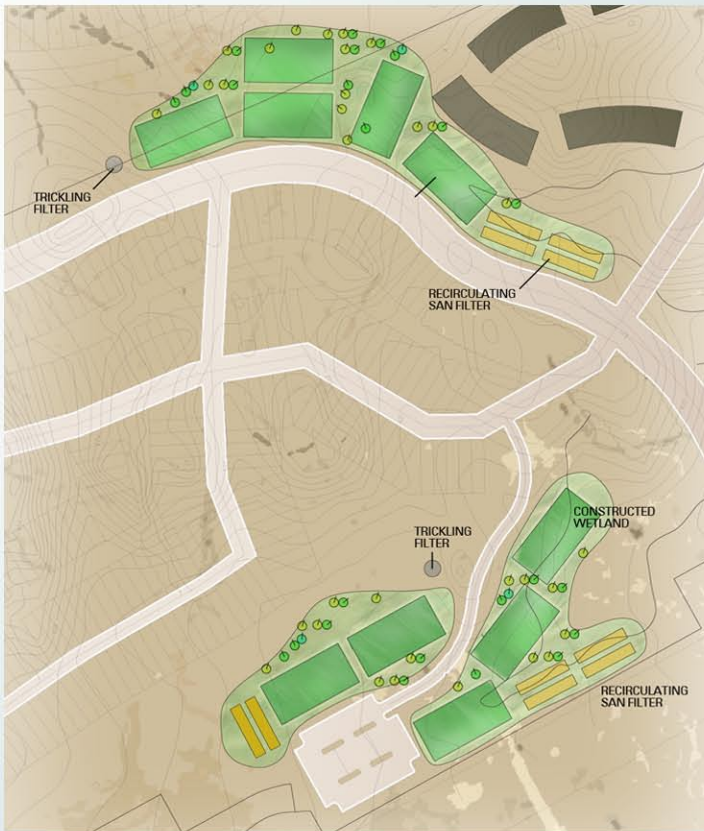 TRICKLING
FILTER
RECIRCULATING
SAN FILTER
CONSTRUCTED
WETLAND
TRICKLING
FILTER
RECIRCULATING
SAN FILTER